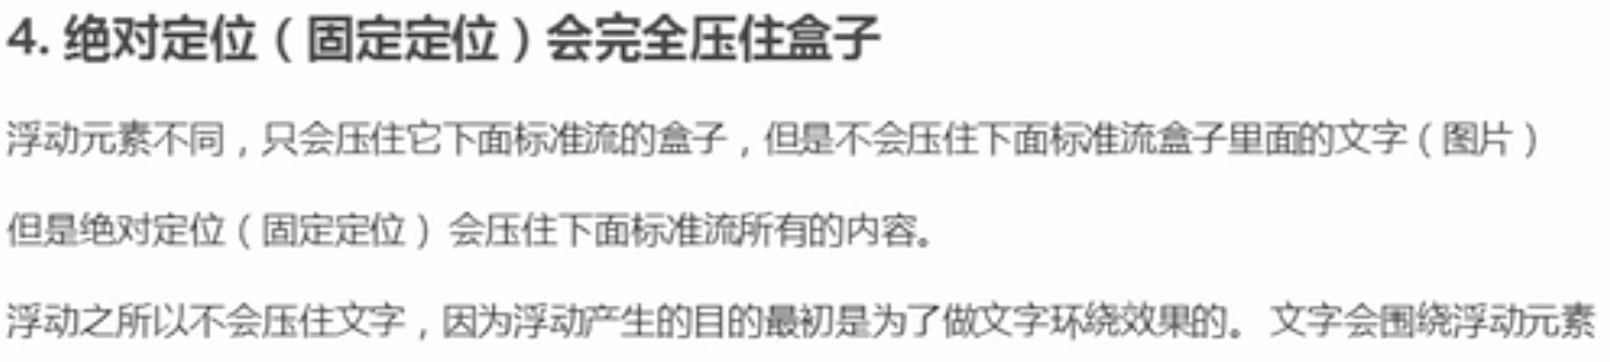 4. 绝对定位（固定定位）会完全压住盒子
浮动元素不同，只会压住它下面标准流的盒子，但是不会压住下面标准流盒子里面的文字（图片）
但是绝对定位（固定定位） 会压住下面标准流所有的内容。
浮动之所以不会压住文字，因为浮动产生的目的最初是为了做文字环绕效果的。 文字会围绕浮动元素